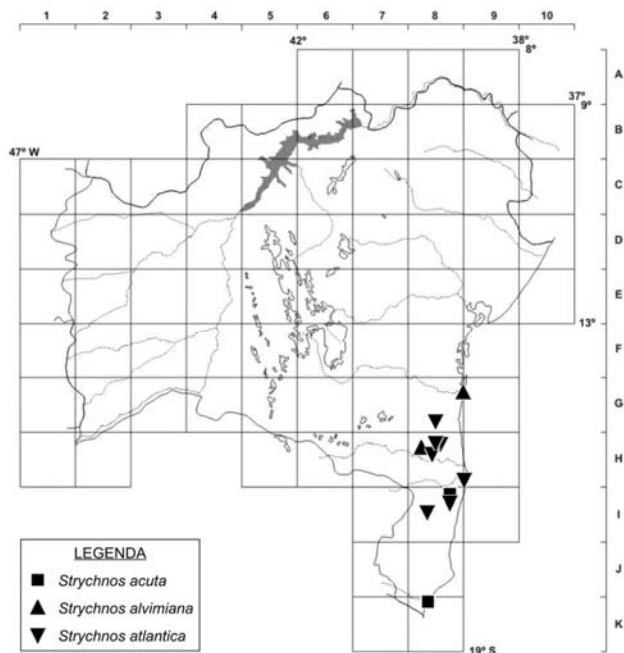 1 2 3 4 5 6 7 8 9 10
42° 38°
8°
A
37°
9°
B
47° W
C
D
E
13°
F
G
H
I
LEGENDA
Strychnos acuta
J
Strychnos alvimiana
Strychnos atlantica
K
19° S